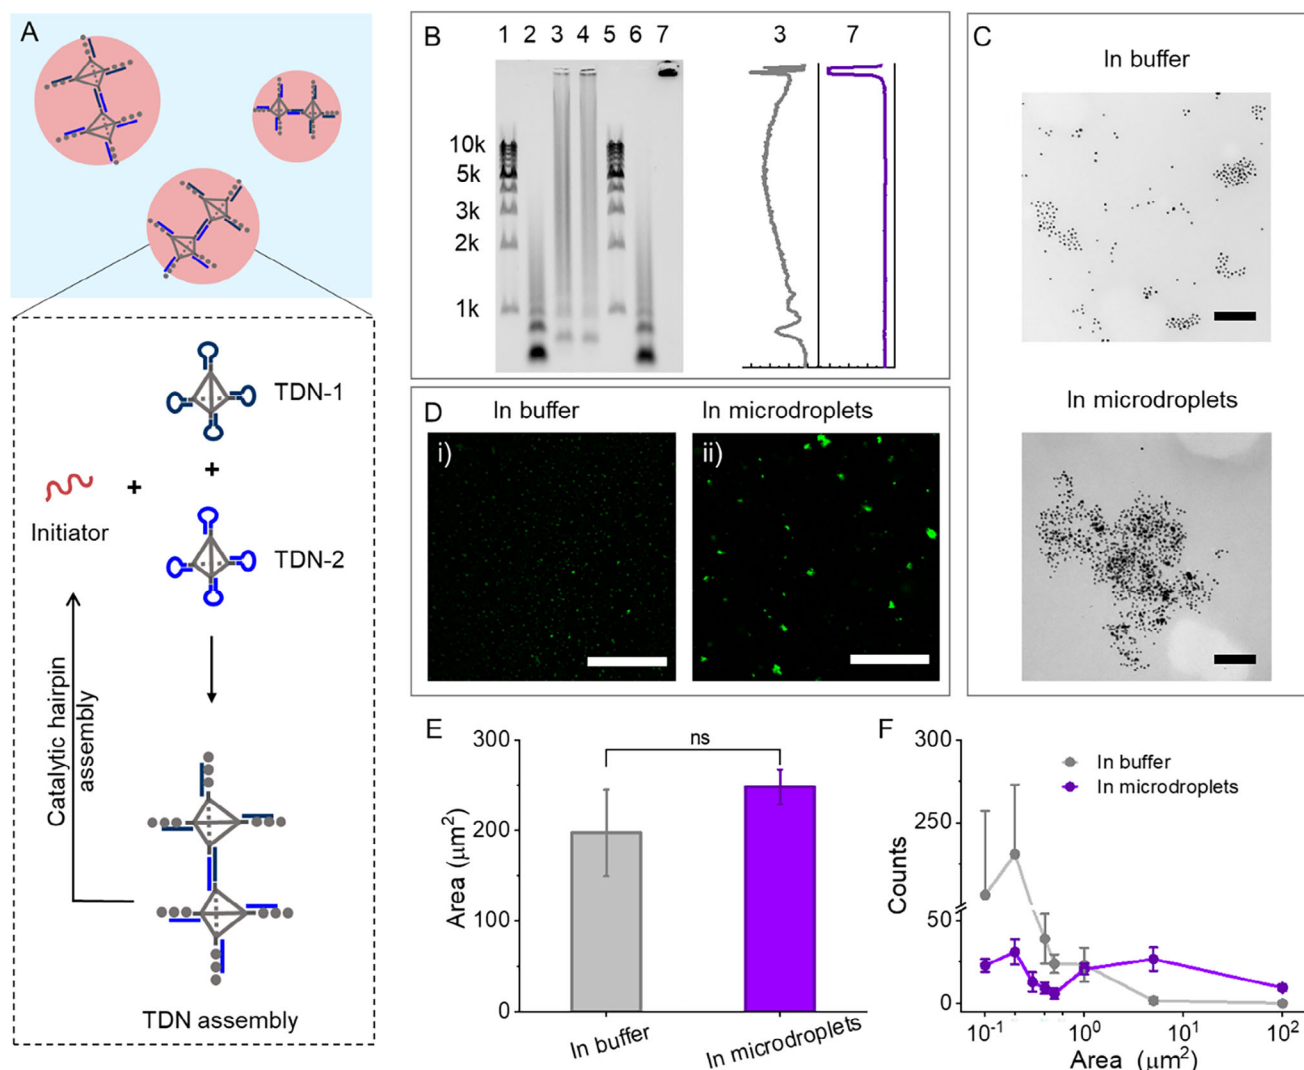 A
TDN-1
+
+
Initiator
TDN-2
Catalytic hairpin
assembly
TDN assembly
B
1 2 3 4 5 6 7
3 7
10k
5k
3k
2k
1k
C
In buffer
In microdroplets
D
In buffer
In microdroplets
i)
ii)
E
300
200
100
0
Area (μm²)
ns
In buffer
In microdroplets
F
300
250
50
0
Counts
In buffer
In microdroplets
10⁻¹ 10⁰ 10¹ 10²
Area (μm²)